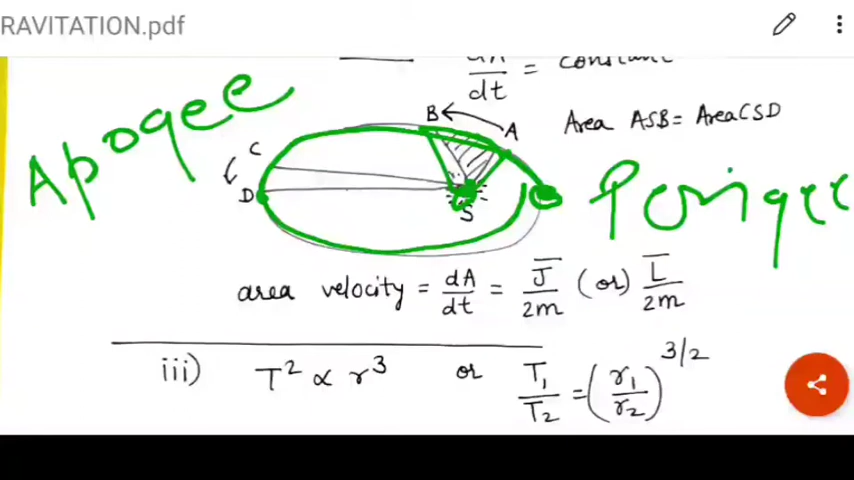 RAVITATION.pdf
dA/dt = constant
Apogee
B
A
Area ASB = Area CSD
C
D
S
Perigee
area velocity = dA/dt = J̅/2m (or) L̅/2m
iii) T² ∝ r³ or T₁/T₂ = (r₁/r₂)^3/2